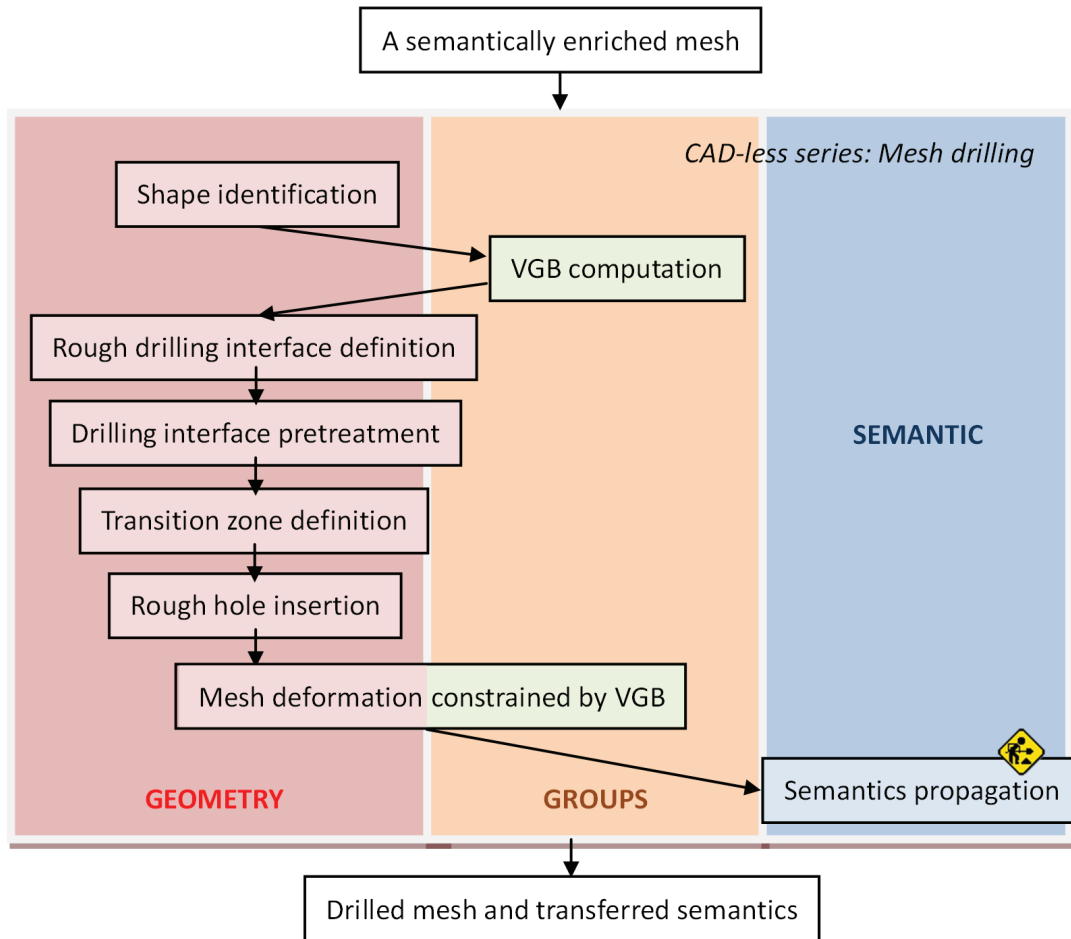 A semantically enriched mesh
CAD-less series: Mesh drilling
Shape identification
VGB computation
Rough drilling interface definition
Drilling interface pretreatment
SEMANTIC
Transition zone definition
Rough hole insertion
Mesh deformation constrained by VGB
Semantics propagation
GEOMETRY
GROUPS
Drilled mesh and transferred semantics